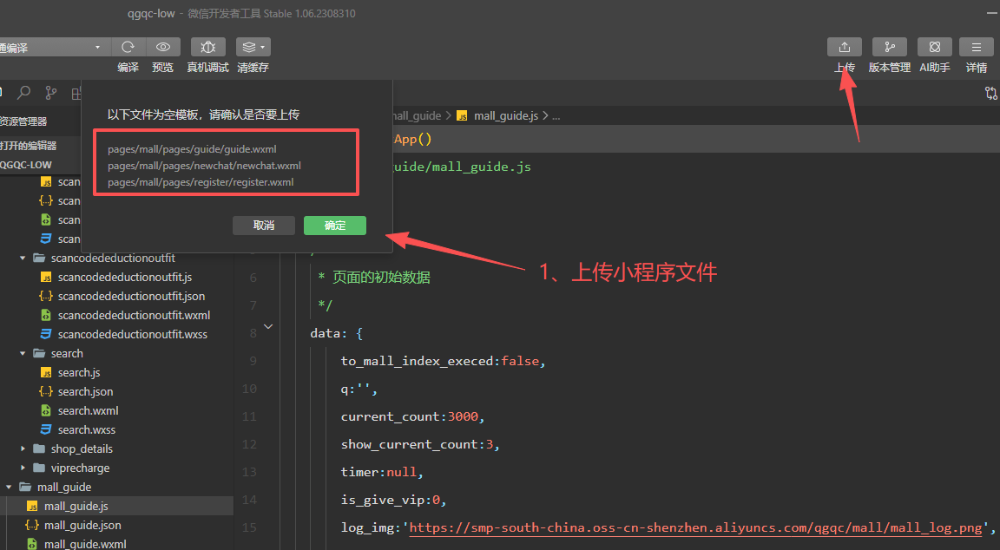 qgqc-low - 微信开发者工具 Stable 1.06.2308310
通编译
编译 预览 真机调试 清缓存
上传 版本管理 AI助手 详情
资源管理器
打开的编辑器
QGQC-LOW
scan
scan
scan
scan
scancodedeductionoutfit
scancodedeductionoutfit.js
scancodedeductionoutfit.json
scancodedeductionoutfit.wxml
scancodedeductionoutfit.wxss
search
search.js
search.json
search.wxml
search.wxss
shop_details
viprecharge
mall_guide
mall_guide.js
mall_guide.json
mall_guide.wxml
以下文件为空模板，请确认是否要上传
pages/mall/pages/guide/guide.wxml
pages/mall/pages/newchat/newchat.wxml
pages/mall/pages/register/register.wxml
取消 确定
1、上传小程序文件
mall_guide > JS mall_guide.js > ...
App()
guide/mall_guide.js
6 * 页面的初始数据
7 */
8 data: {
9 to_mall_index_execed:false,
10 q:'',
11 current_count:3000,
12 show_current_count:3,
13 timer:null,
14 is_give_vip:0,
15 log_img:'https://smp-south-china.oss-cn-shenzhen.aliyuncs.com/qgqc/mall/mall_log.png',